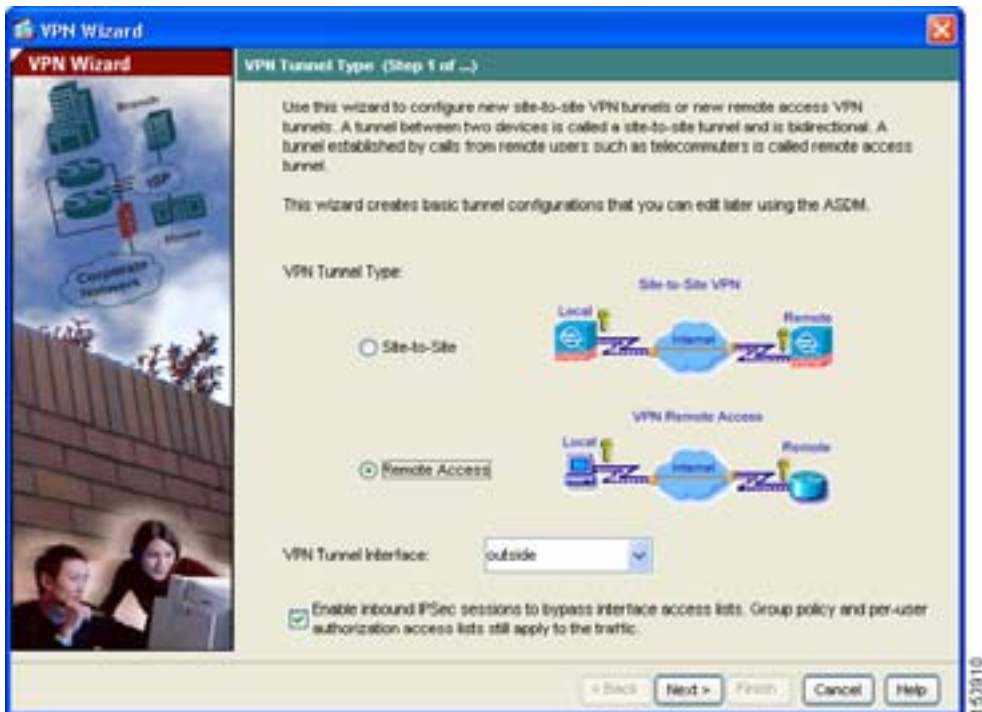 VPN Wizard
VPN Wizard
VPN Tunnel Type (Step 1 of ...)
Branch
ISP
Home
Corporate
Network
Use this wizard to configure new site-to-site VPN tunnels or new remote access VPN
tunnels. A tunnel between two devices is called a site-to-site tunnel and is bidirectional. A
tunnel established by calls from remote users such as telecommuters is called remote access
tunnel.
This wizard creates basic tunnel configurations that you can edit later using the ASDM.
VPN Tunnel Type:
Site-to-Site VPN
Local
Remote
Internet
Site-to-Site
VPN Remote Access
Local
Remote
Internet
Remote Access
VPN Tunnel Interface:
outside
Enable inbound IPSec sessions to bypass interface access lists. Group policy and per-user
authorization access lists still apply to the traffic.
< Back
Next >
Finish
Cancel
Help
153910